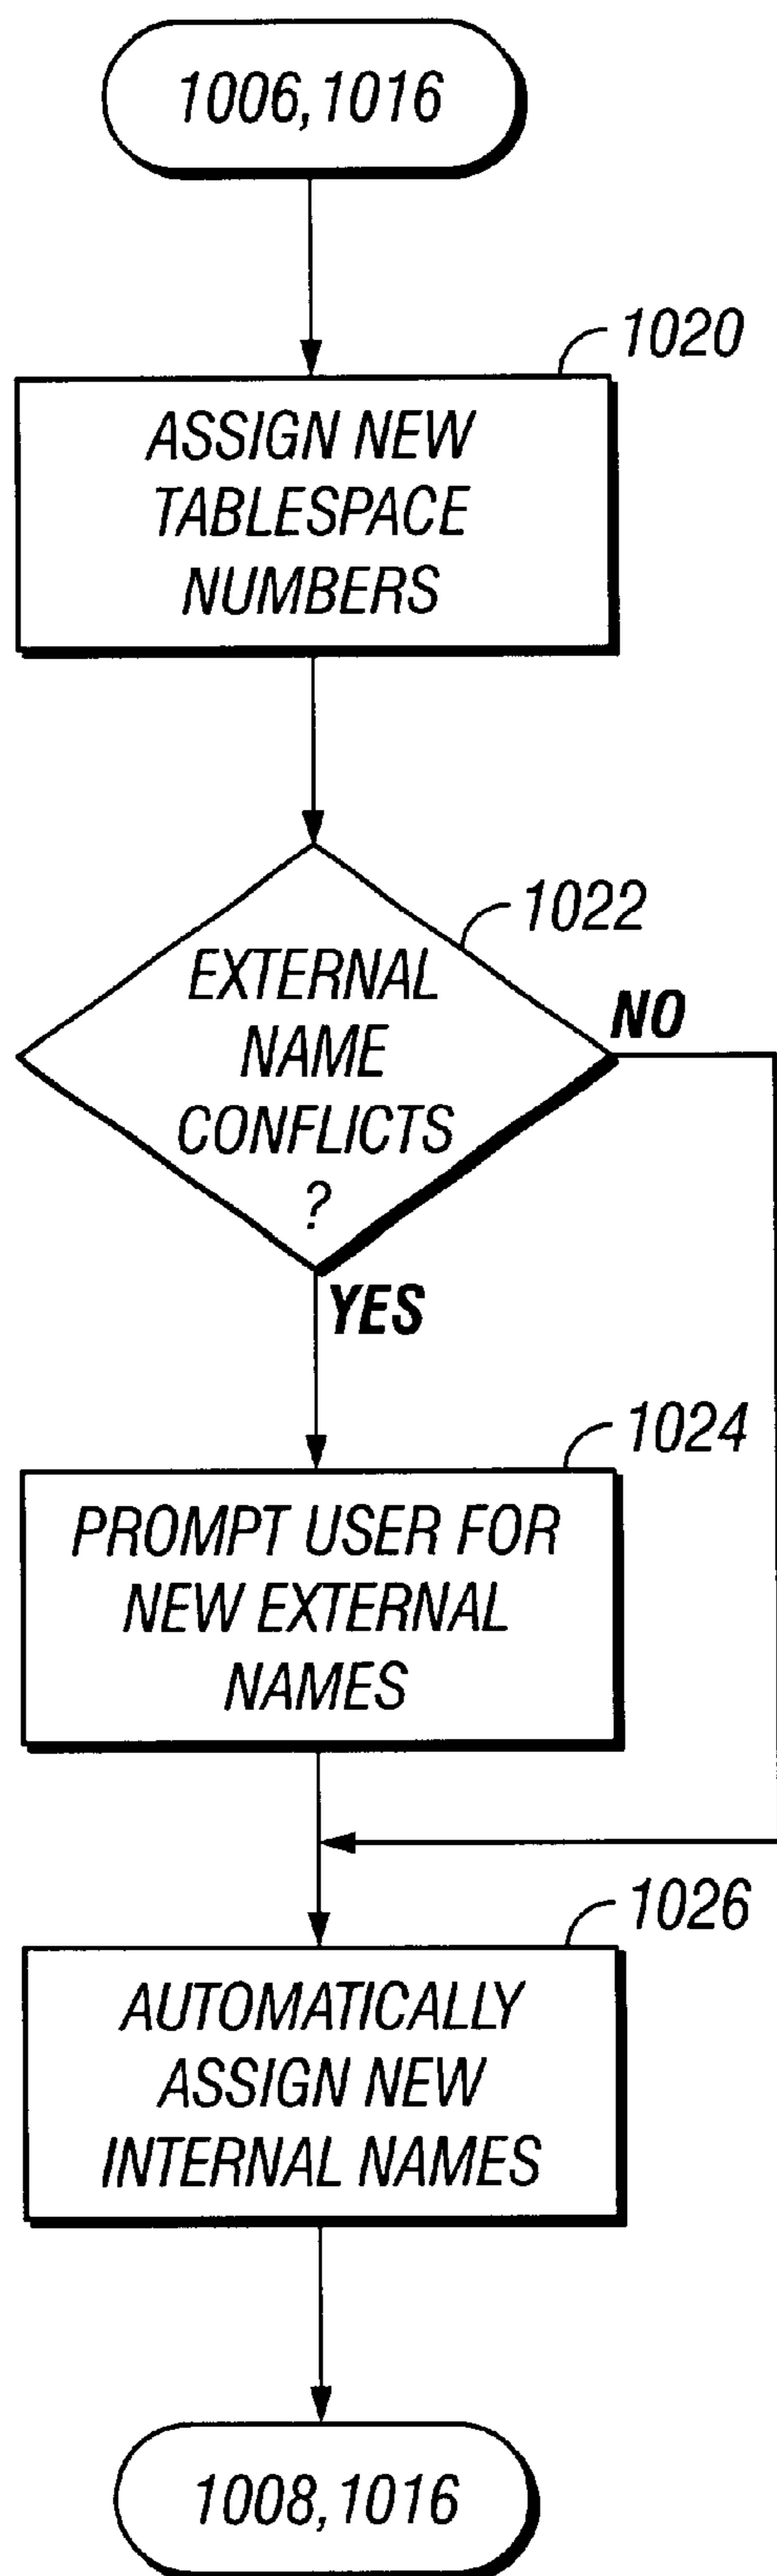 1006,1016
1020
ASSIGN NEW
TABLESPACE
NUMBERS
1022
EXTERNAL
NAME
CONFLICTS
?
NO
YES
1024
PROMPT USER FOR
NEW EXTERNAL
NAMES
1026
AUTOMATICALLY
ASSIGN NEW
INTERNAL NAMES
1008,1016